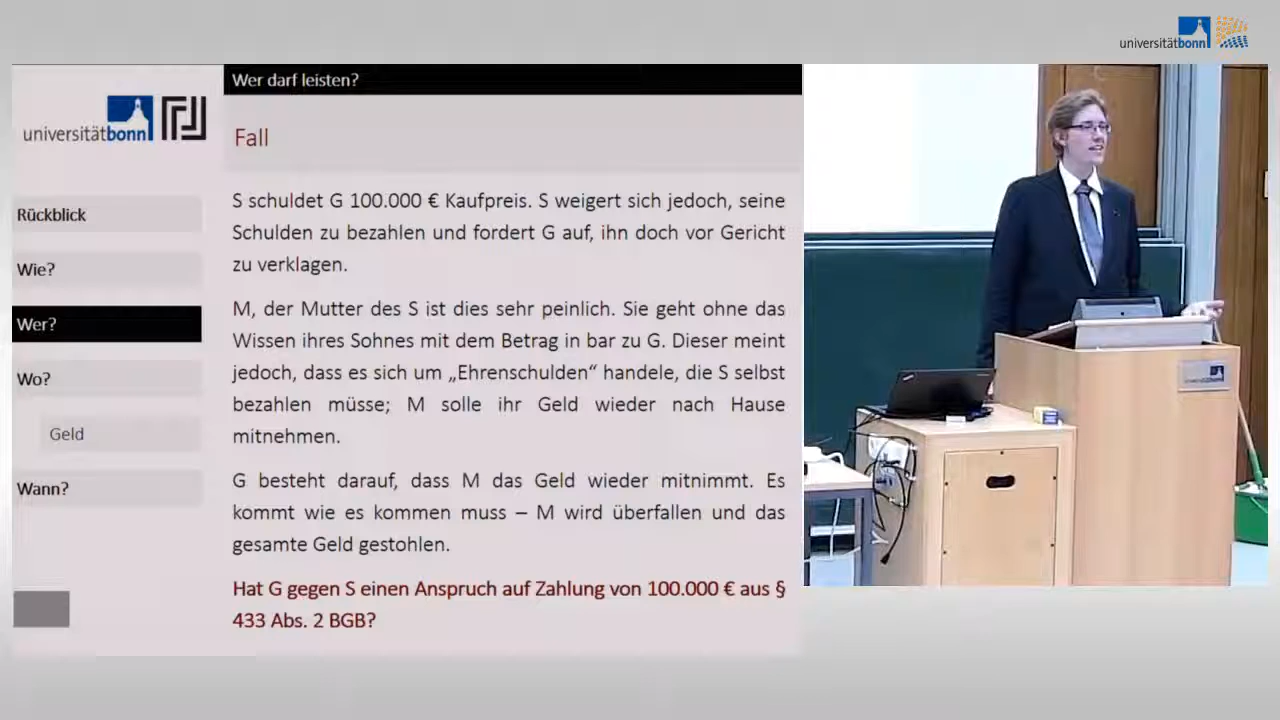 universitätbonn
Wer darf leisten?
universitätbonn
Fall
Rückblick
Wie?
Wer?
Wo?
Geld
Wann?
S schuldet G 100.000 € Kaufpreis. S weigert sich jedoch, seine
Schulden zu bezahlen und fordert G auf, ihn doch vor Gericht
zu verklagen.
M, der Mutter des S ist dies sehr peinlich. Sie geht ohne das
Wissen ihres Sohnes mit dem Betrag in bar zu G. Dieser meint
jedoch, dass es sich um „Ehrenschulden“ handele, die S selbst
bezahlen müsse; M solle ihr Geld wieder nach Hause
mitnehmen.
G besteht darauf, dass M das Geld wieder mitnimmt. Es
kommt wie es kommen muss – M wird überfallen und das
gesamte Geld gestohlen.
Hat G gegen S einen Anspruch auf Zahlung von 100.000 € aus §
433 Abs. 2 BGB?